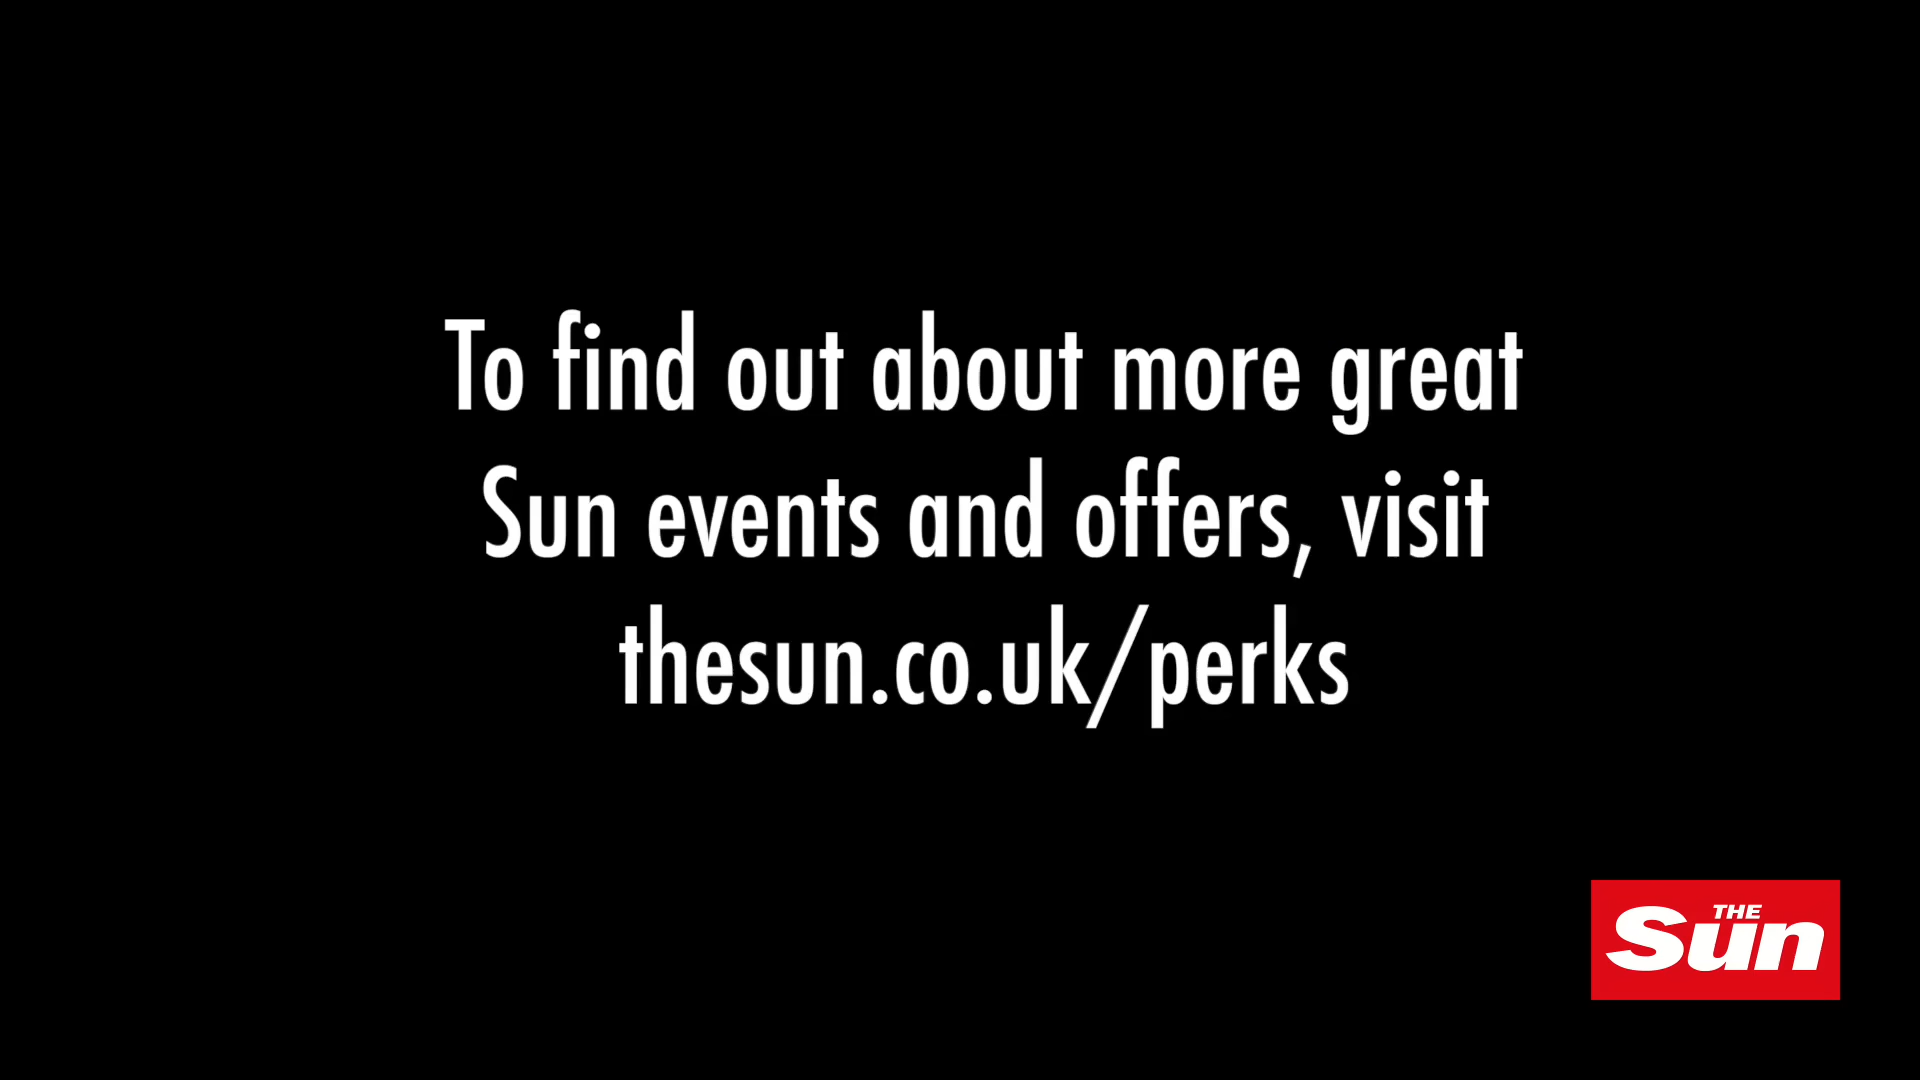 To find out about more great
Sun events and offers, visit
thesun.co.uk/perks
THE
Sun